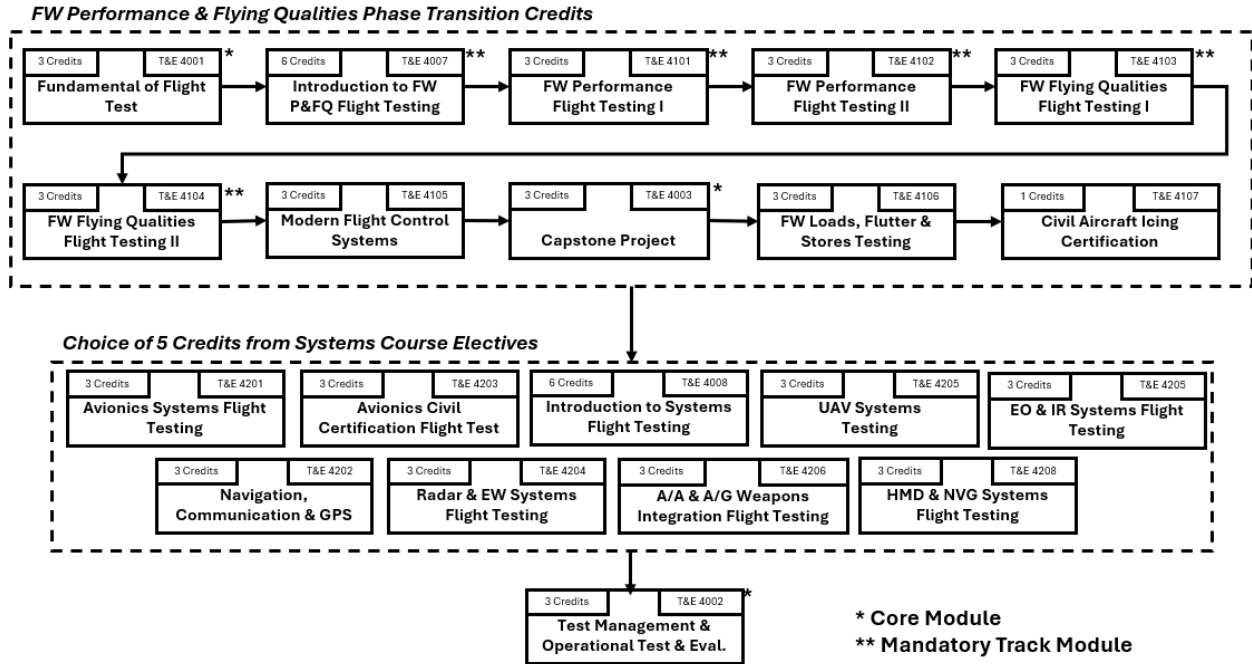 FW Performance & Flying Qualities Phase Transition Credits
3 Credits T&E 4001 *
Fundamental of Flight
Test
6 Credits T&E 4007 **
Introduction to FW
P&FQ Flight Testing
3 Credits T&E 4101 **
FW Performance
Flight Testing I
3 Credits T&E 4102 **
FW Performance
Flight Testing II
3 Credits T&E 4103 **
FW Flying Qualities
Flight Testing I
3 Credits T&E 4104 **
FW Flying Qualities
Flight Testing II
3 Credits T&E 4105
Modern Flight Control
Systems
3 Credits T&E 4003 *
Capstone Project
3 Credits T&E 4106
FW Loads, Flutter &
Stores Testing
1 Credits T&E 4107
Civil Aircraft Icing
Certification
Choice of 5 Credits from Systems Course Electives
3 Credits T&E 4201
Avionics Systems Flight
Testing
3 Credits T&E 4203
Avionics Civil
Certification Flight Test
6 Credits T&E 4008
Introduction to Systems
Flight Testing
3 Credits T&E 4205
UAV Systems
Testing
3 Credits T&E 4205
EO & IR Systems Flight
Testing
3 Credits T&E 4202
Navigation,
Communication & GPS
3 Credits T&E 4204
Radar & EW Systems
Flight Testing
3 Credits T&E 4206
A/A & A/G Weapons
Integration Flight Testing
3 Credits T&E 4208
HMD & NVG Systems
Flight Testing
3 Credits T&E 4002 *
Test Management &
Operational Test & Eval.
* Core Module
** Mandatory Track Module